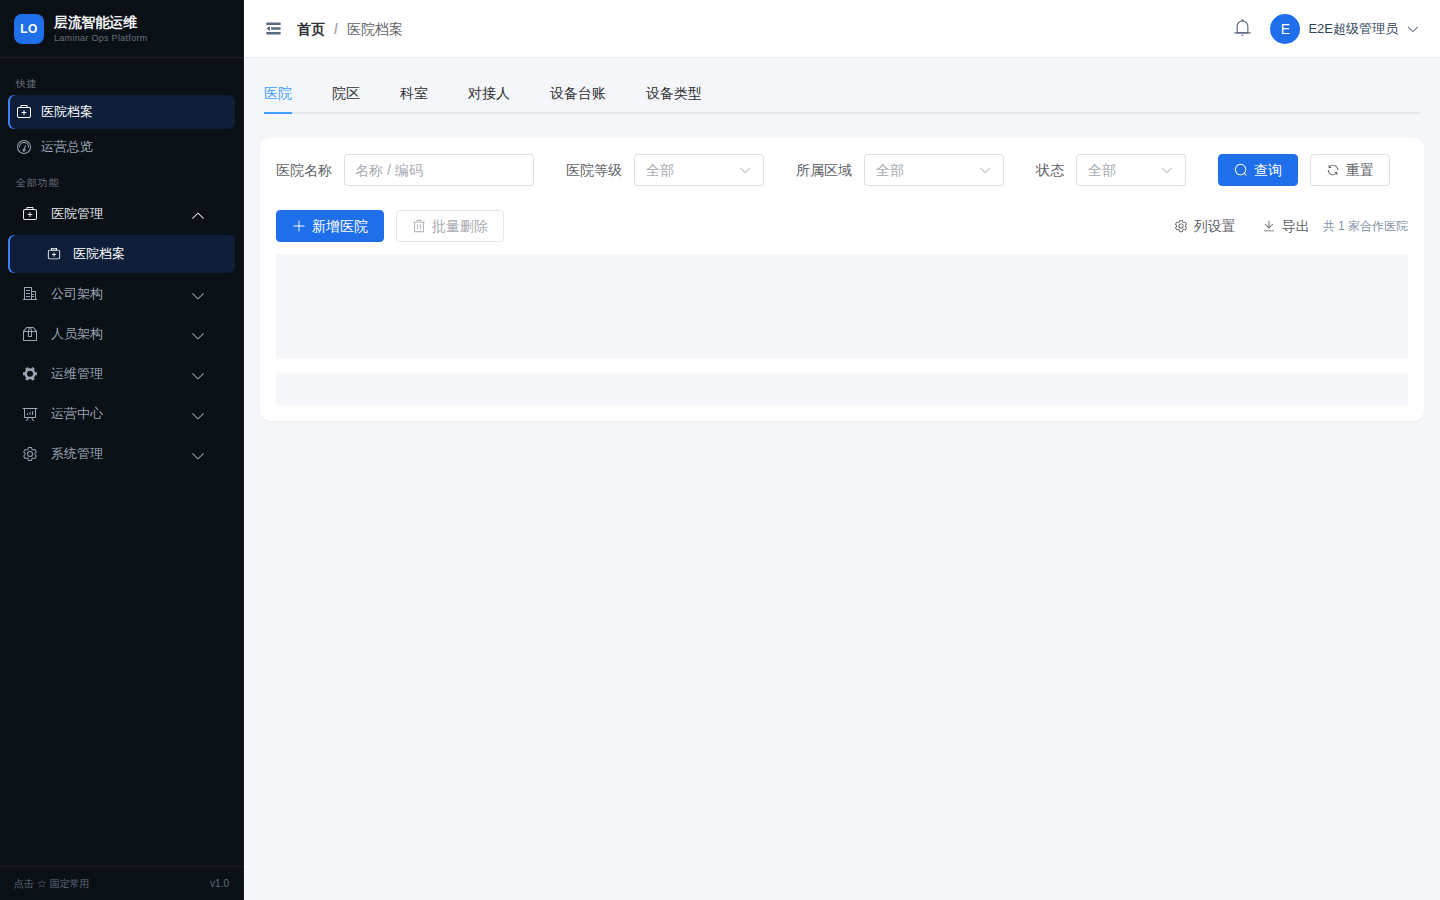 LO 层流智能运维
Laminar Ops Platform
快捷
医院档案
运营总览
全部功能
医院管理
医院档案
公司架构
人员架构
运维管理
运营中心
系统管理
点击 ☆ 固定常用 v1.0
首页 / 医院档案
E E2E超级管理员
医院 院区 科室 对接人 设备台账 设备类型
医院名称 名称 / 编码 医院等级 全部 所属区域 全部 状态 全部 查询 重置
新增医院 批量删除 列设置 导出 共 1 家合作医院